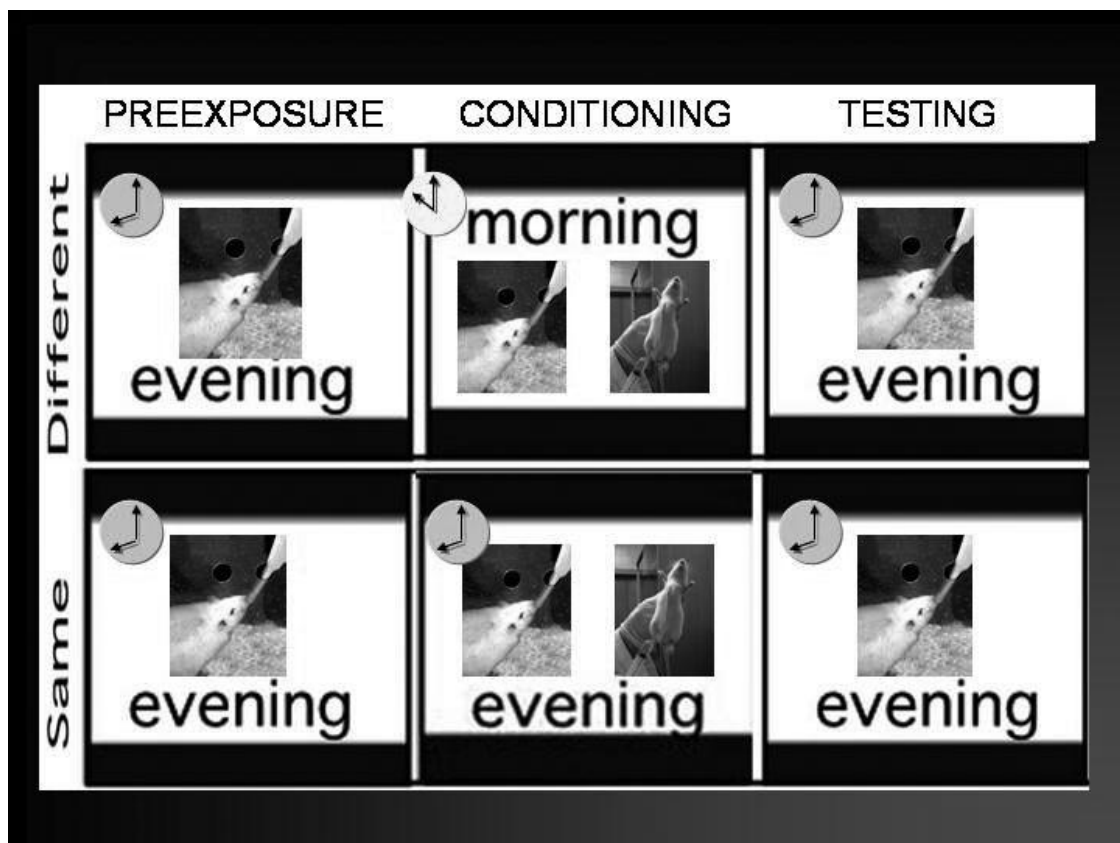 PREEXPOSURE CONDITIONING TESTING
Different
morning
evening evening
Same
evening evening evening